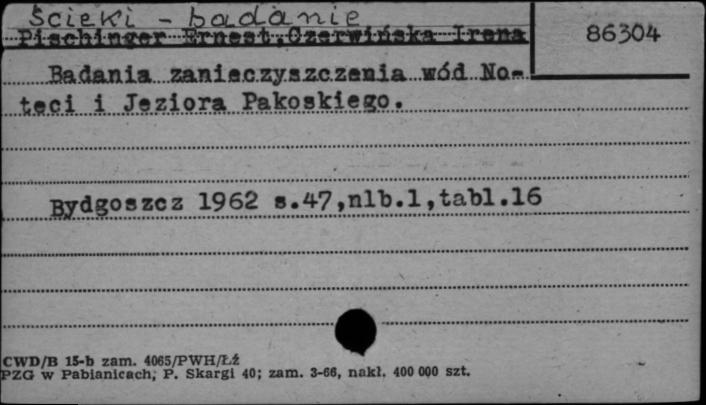 Ścieki - badanie
Pischinger Ernest, Czerwińska Irena
86304
Badania zanieczyszczenia wód No-
teci i Jeziora Pakoskiego.
Bydgoszcz 1962 s.47,nlb.1,tabl.16
CWD/B 15-b zam. 4065/PWH/Łź
PZG w Pabianicach, P. Skargi 40; zam. 3-66, nakł. 400 000 szt.